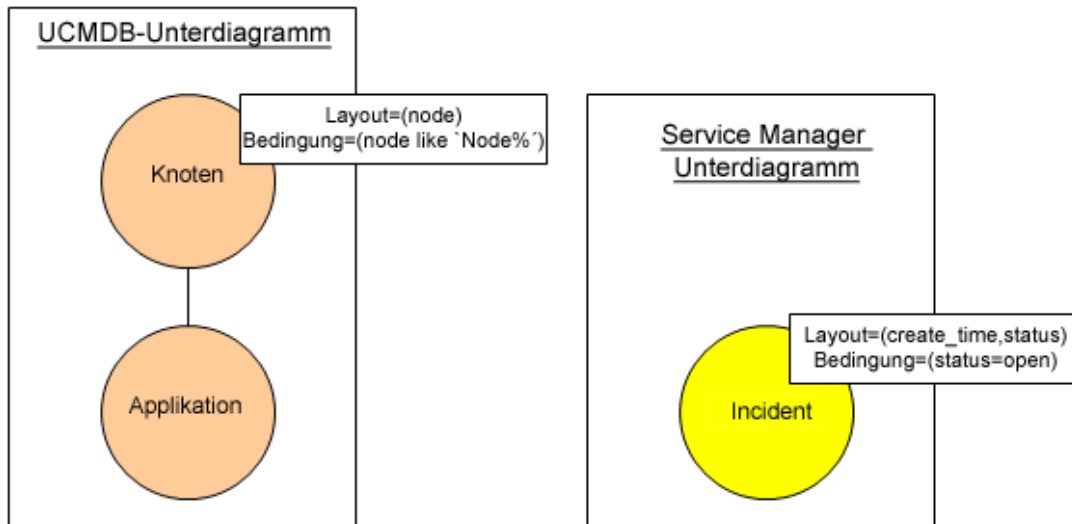 UCMDB-Unterdiagramm
Layout=(node)
Bedingung=(node like `Node%´)
Knoten
Applikation
Service Manager
Unterdiagramm
Layout=(create_time,status)
Bedingung=(status=open)
Incident